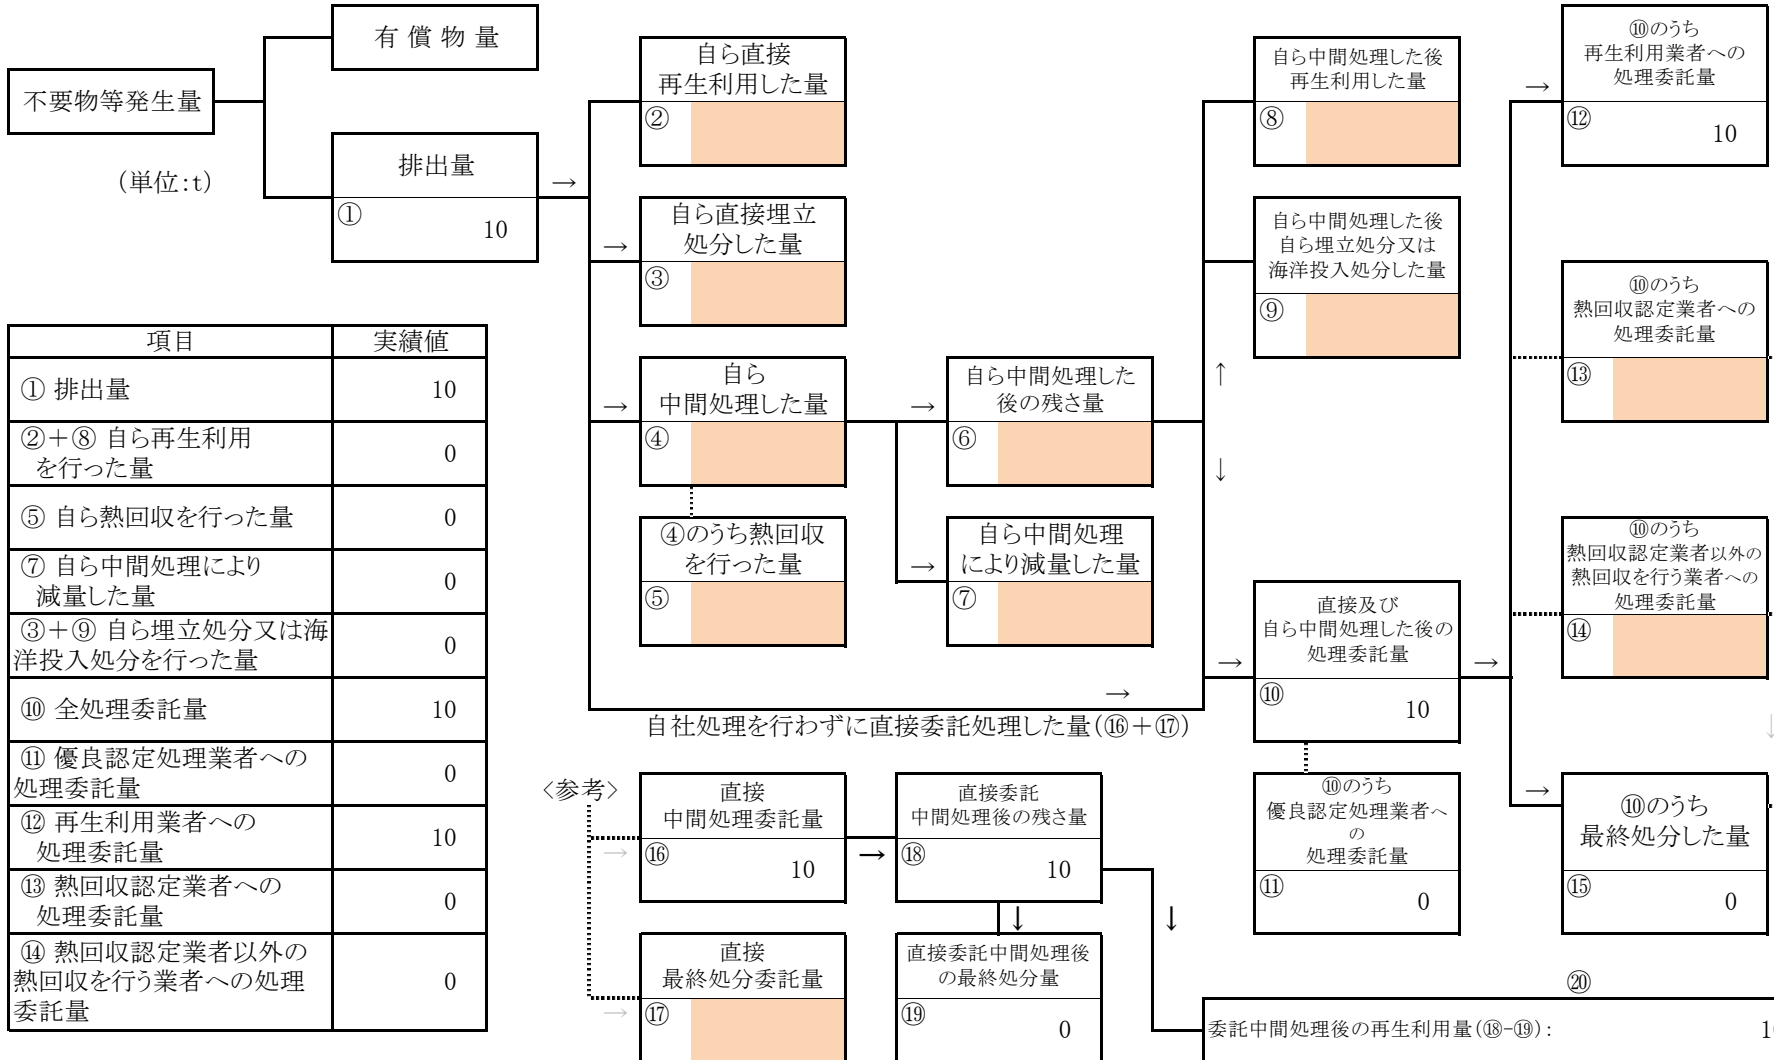 有 償 物 量
不要物等発生量
(単位:t)
排出量
①
10
→
自ら直接
再生利用した量
②
→
自ら直接埋立
処分した量
③
→
自ら
中間処理した量
④
④のうち熱回収
を行った量
⑤
→
自ら中間処理した
後の残さ量
⑥
→
自ら中間処理
により減量した量
⑦
自ら中間処理した後
再生利用した量
⑧
自ら中間処理した後
自ら埋立処分又は
海洋投入処分した量
⑨
↑
↓
→
自社処理を行わずに直接委託処理した量(⑯+⑰)
→
直接及び
自ら中間処理した後の
処理委託量
⑩
10
→
⑩のうち
優良認定処理業者へ
の
処理委託量
⑪
0
→
⑩のうち
再生利用業者への
処理委託量
⑫
10
⑩のうち
熱回収認定業者への
処理委託量
⑬
⑩のうち
熱回収認定業者以外の
熱回収を行う業者への
処理委託量
⑭
↓
→
⑩のうち
最終処分した量
⑮
0
項目 実績値
① 排出量 10
②+⑧ 自ら再生利用
を行った量 0
⑤ 自ら熱回収を行った量 0
⑦ 自ら中間処理により
減量した量 0
③+⑨ 自ら埋立処分又は海
洋投入処分を行った量 0
⑩ 全処理委託量 10
⑪ 優良認定処理業者への
処理委託量 0
⑫ 再生利用業者への
処理委託量 10
⑬ 熱回収認定業者への
処理委託量 0
⑭ 熱回収認定業者以外の
熱回収を行う業者への処理
委託量 0
<参考>
→
直接
中間処理委託量
⑯
10
→
直接委託
中間処理後の残さ量
⑱
10
↓
↓
→
直接
最終処分委託量
⑰
直接委託中間処理後
の最終処分量
⑲
0
⑳
委託中間処理後の再生利用量(⑱-⑲):